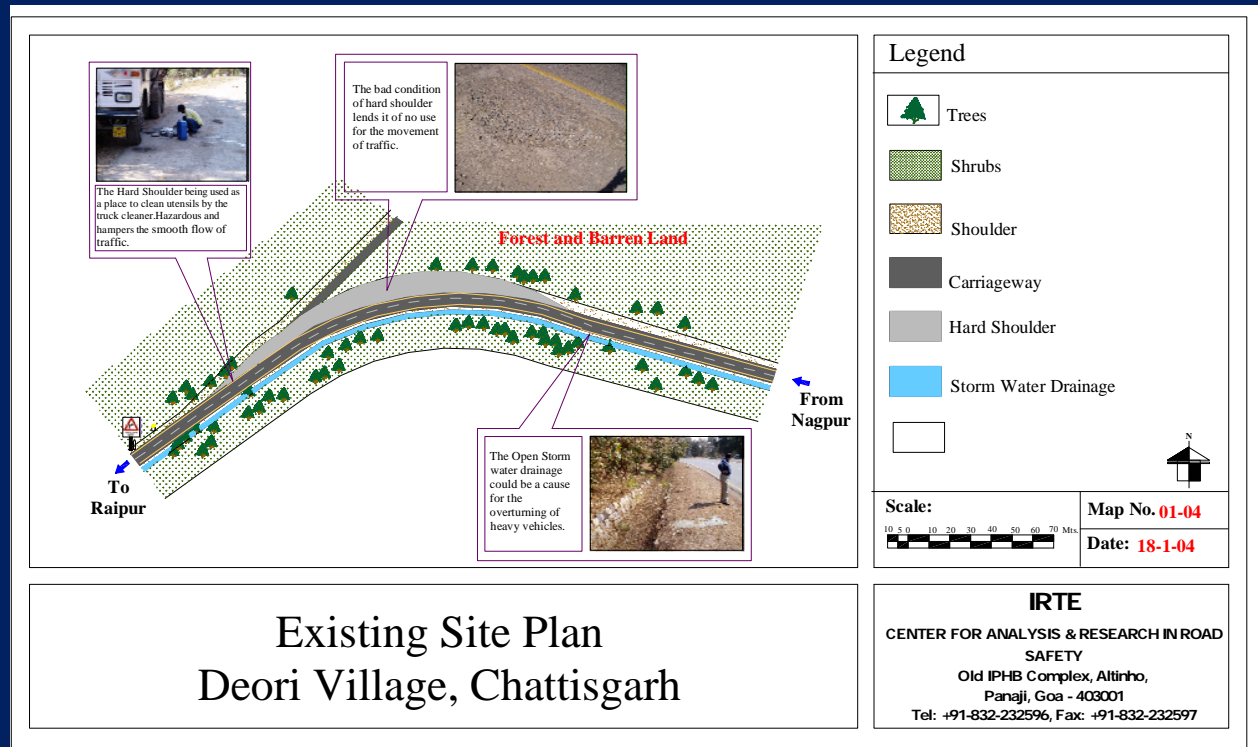 The Hard Shoulder being used as
a place to clean utensils by the
truck cleaner.Hazardous and
hampers the smooth flow of
traffic.
The bad condition
of hard shoulder
lends it of no use
for the movement
of traffic.
Forest and Barren Land
From
Nagpur
To
Raipur
The Open Storm
water drainage
could be a cause
for the
overturning of
heavy vehicles.
Legend
Trees
Shrubs
Shoulder
Carriageway
Hard Shoulder
Storm Water Drainage
N
Scale:
10 5 0 10 20 30 40 50 60 70 Mts.
Map No. 01-04
Date: 18-1-04
Existing Site Plan
Deori Village, Chattisgarh
IRTE
CENTER FOR ANALYSIS & RESEARCH IN ROAD
SAFETY
Old IPHB Complex, Altinho,
Panaji, Goa - 403001
Tel: +91-832-232596, Fax: +91-832-232597